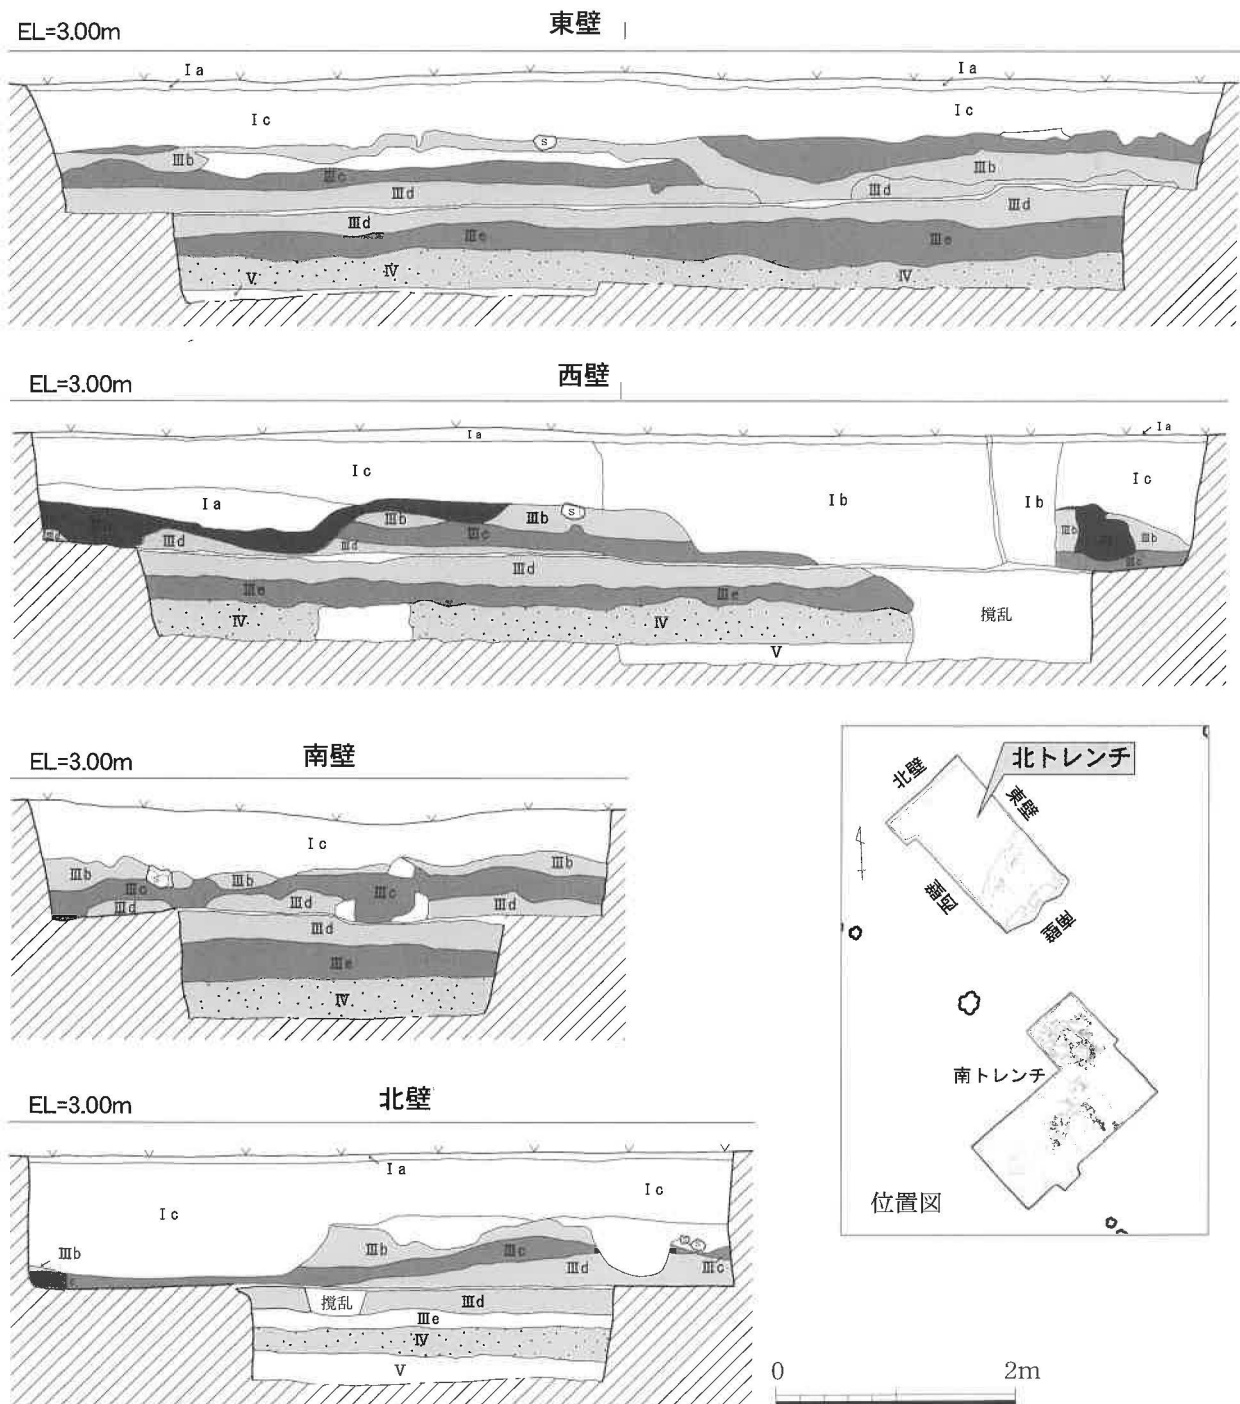 東壁
EL=3.00m
Ⅰa
Ⅰa
Ⅰc
Ⅰc
S
Ⅲb
Ⅲb
Ⅲc
Ⅲd
Ⅲd
Ⅲd
Ⅲd
Ⅲe
Ⅲe
Ⅴ
Ⅳ
Ⅳ
西壁
EL=3.00m
Ⅰa
Ⅰa
Ⅰc
Ⅰc
Ⅰa
Ⅰb
Ⅰb
Ⅲb
Ⅲb
S
Ⅲb
Ⅲb
Ⅲc
Ⅲc
Ⅲd
Ⅲd
Ⅲd
Ⅲd
Ⅲe
Ⅲe
Ⅳ
Ⅳ
撹乱
Ⅴ
南壁
EL=3.00m
Ⅰc
Ⅲb
Ⅲb
Ⅲb
Ⅲc
Ⅲc
Ⅲd
Ⅲd
Ⅲd
Ⅲd
Ⅲe
Ⅳ
北壁
EL=3.00m
Ⅰa
Ⅰc
Ⅰc
Ⅲb
Ⅲb
Ⅲc
Ⅲd
Ⅲc
撹乱
Ⅲd
Ⅲe
Ⅳ
Ⅴ
北トレンチ
北壁
東壁
西壁
南壁
南トレンチ
位置図
0
2m